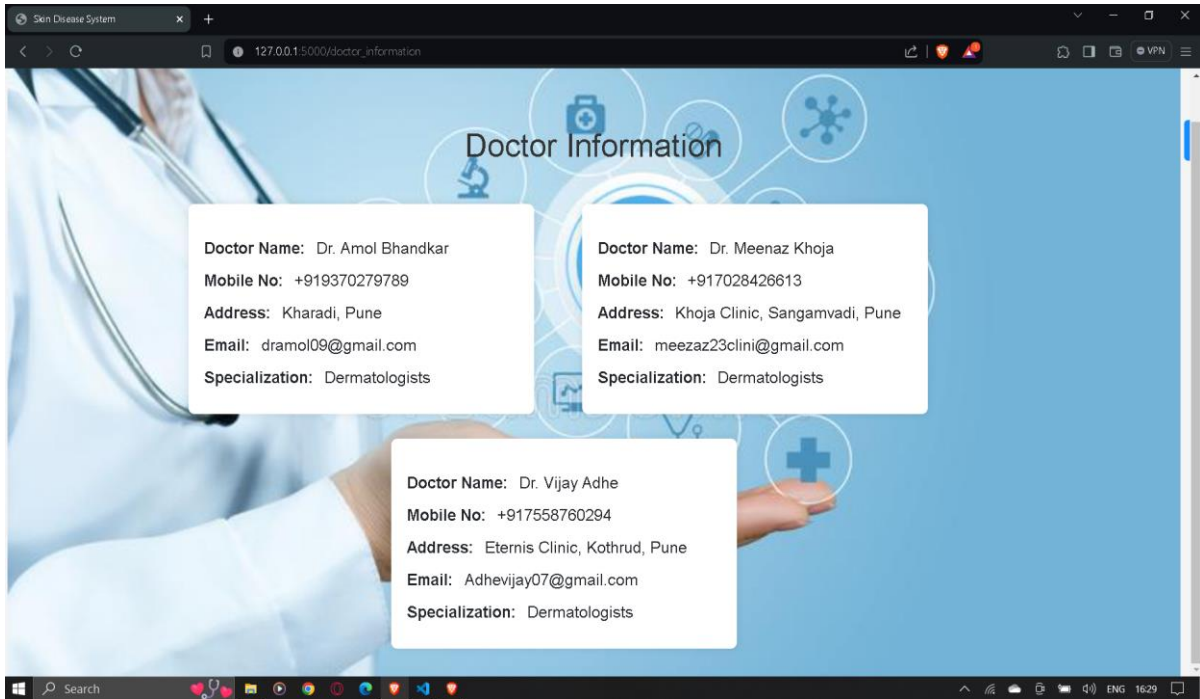 Skin Disease System
127.0.0.1:5000/doctor_information
VPN
Doctor Information
Doctor Name: Dr. Amol Bhandkar
Mobile No: +919370279789
Address: Kharadi, Pune
Email: dramol09@gmail.com
Specialization: Dermatologists
Doctor Name: Dr. Meenaz Khoja
Mobile No: +917028426613
Address: Khoja Clinic, Sangamvadi, Pune
Email: meezaz23clini@gmail.com
Specialization: Dermatologists
Doctor Name: Dr. Vijay Adhe
Mobile No: +917558760294
Address: Eternis Clinic, Kothrud, Pune
Email: Adhevijay07@gmail.com
Specialization: Dermatologists
Search
ENG
16:29